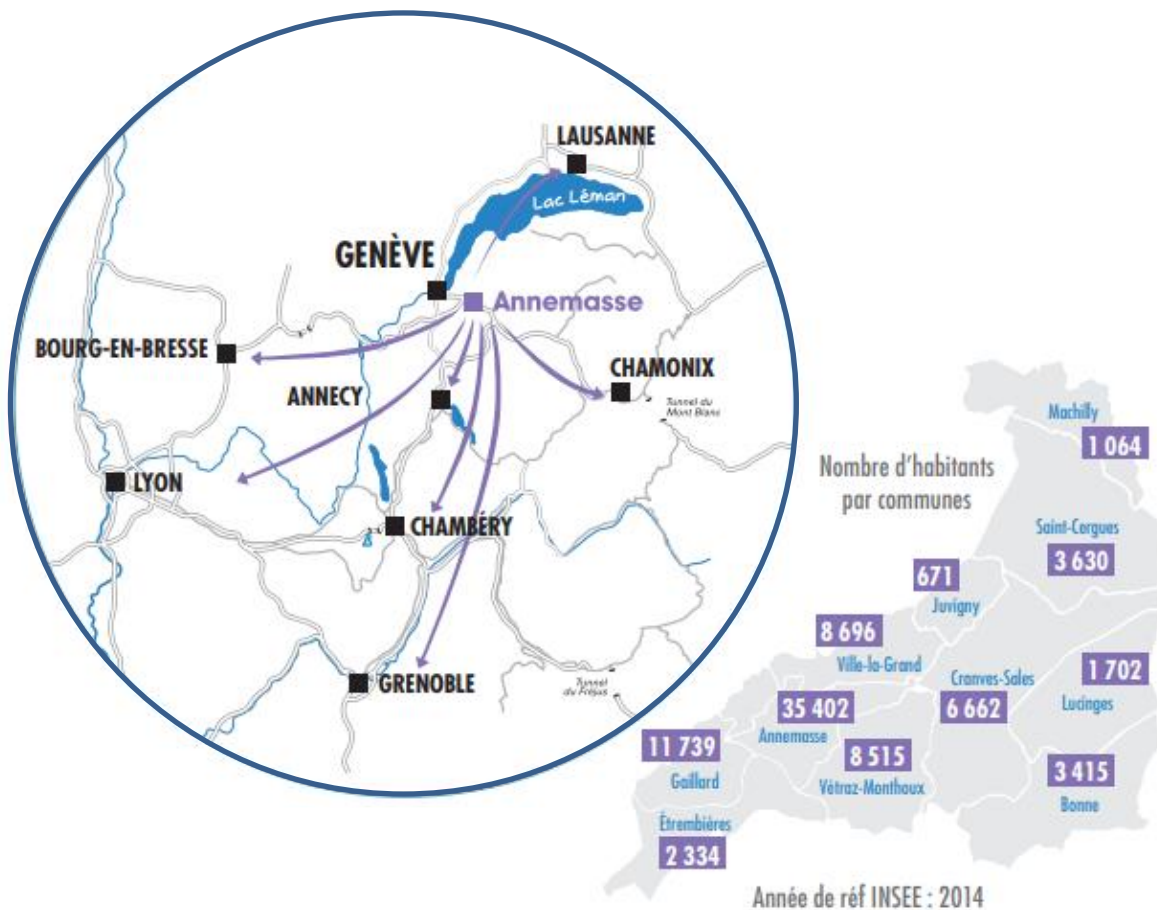 LAUSANNE
Lac Léman
GENÈVE
Annemasse
BOURG-EN-BRESSE
ANNECY
CHAMONIX
Tunnel du
Mont Blanc
LYON
CHAMBÉRY
GRENOBLE
Tunnel
du Fréjus
Nombre d'habitants
par communes
Machilly
1 064
Saint-Cergues
3 630
671
Juvigny
8 696
Ville-la-Grand
Cranves-Sales
6 662
1 702
Lucinges
35 402
Annemasse
11 739
Gaillard
8 515
Vétraz-Monthoux
3 415
Bonne
Étrembières
2 334
Année de réf INSEE : 2014